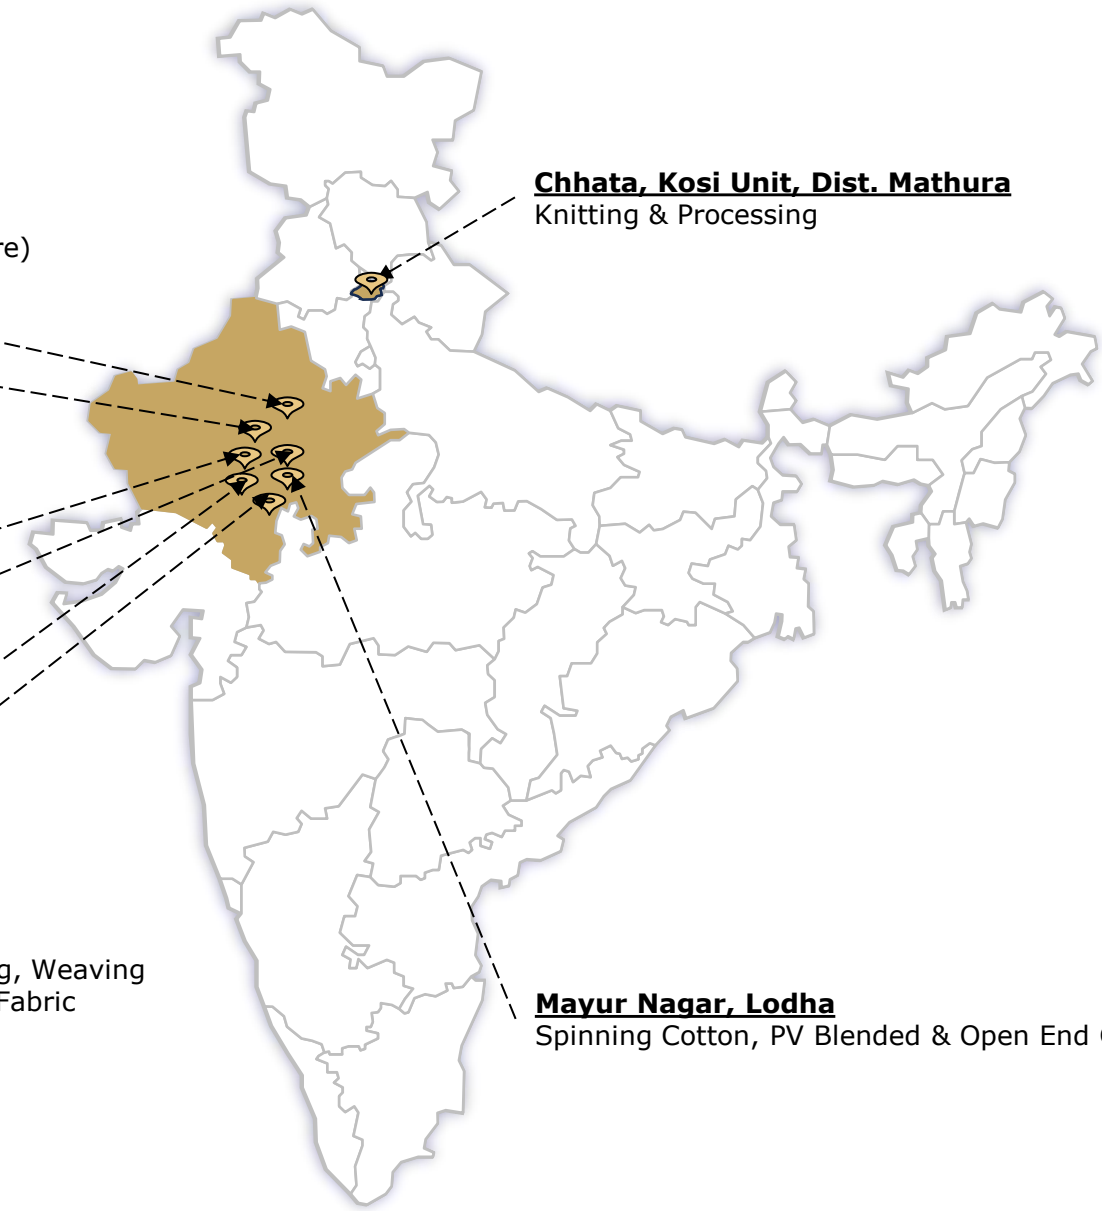 Chhata, Kosi Unit, Dist. Mathura
Knitting & Processing
re)
g, Weaving
Fabric
Mayur Nagar, Lodha
Spinning Cotton, PV Blended & Open End